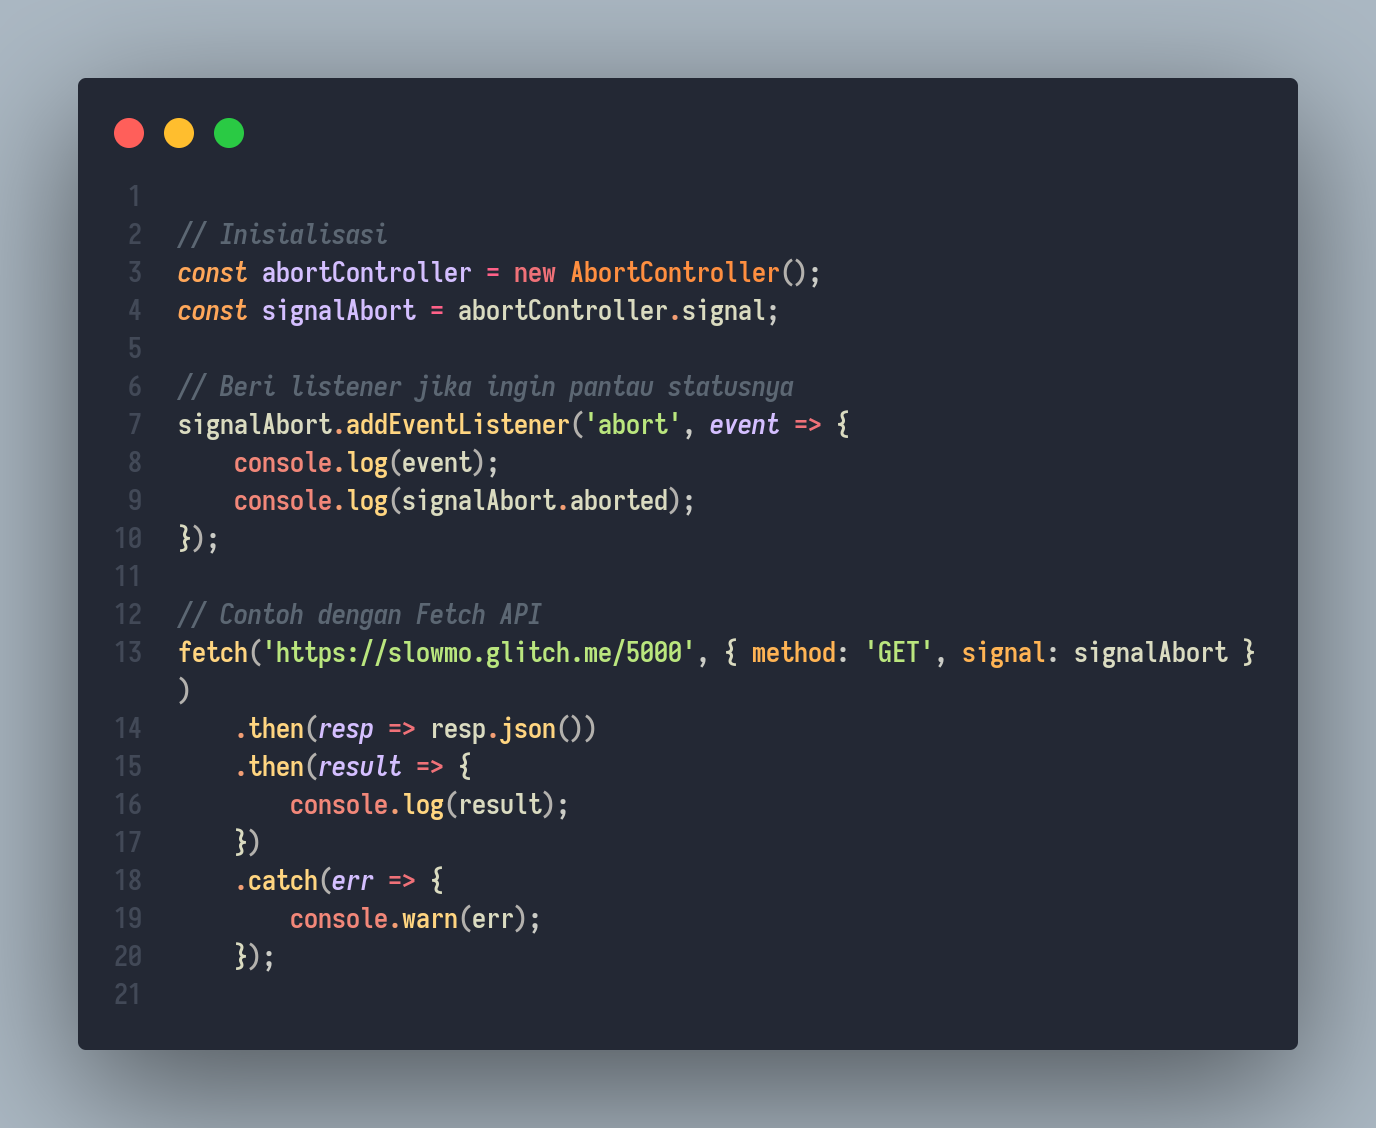 1
2 // Inisialisasi
3 const abortController = new AbortController();
4 const signalAbort = abortController.signal;
5
6 // Beri listener jika ingin pantau statusnya
7 signalAbort.addEventListener('abort', event => {
8     console.log(event);
9     console.log(signalAbort.aborted);
10 });
11
12 // Contoh dengan Fetch API
13 fetch('https://slowmo.glitch.me/5000', { method: 'GET', signal: signalAbort }
)
14     .then(resp => resp.json())
15     .then(result => {
16         console.log(result);
17     })
18     .catch(err => {
19         console.warn(err);
20     });
21